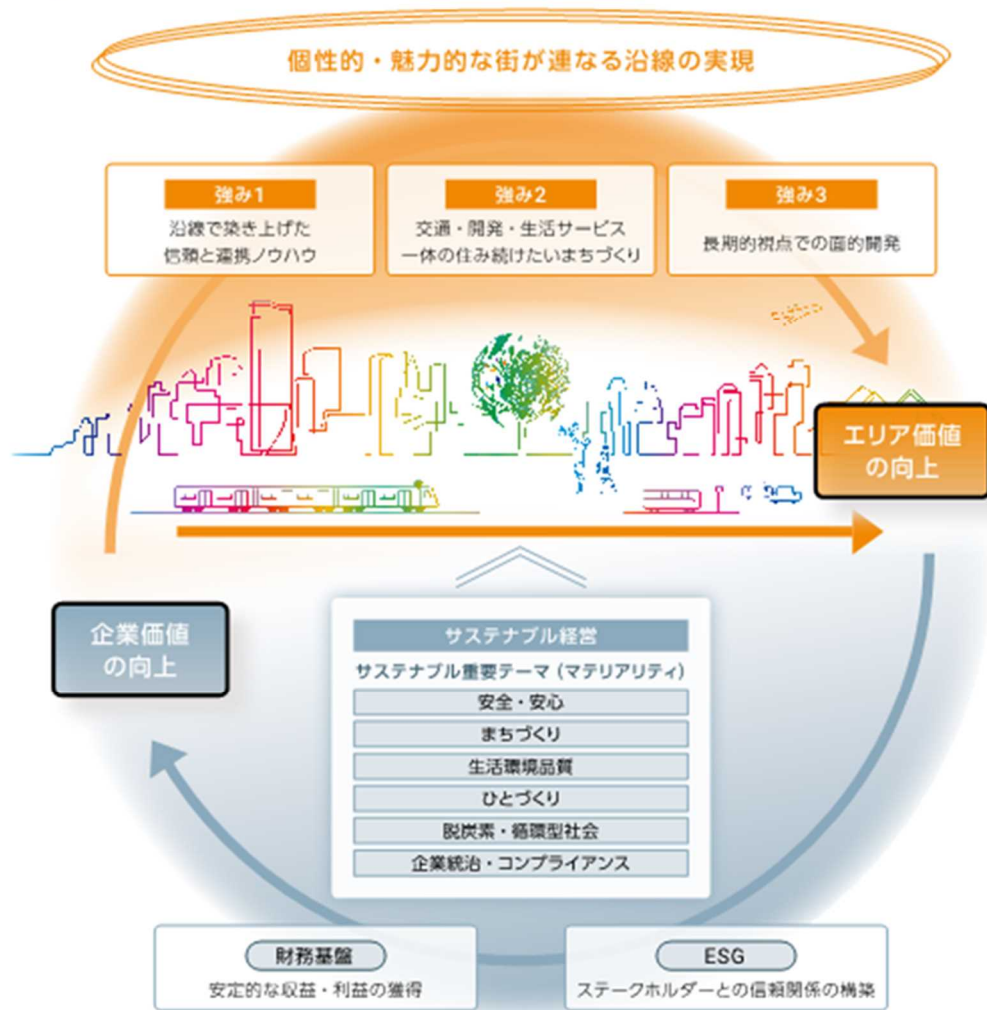 個性的・魅力的な街が連なる沿線の実現
強み1
沿線で築き上げた
信頼と連携ノウハウ
強み2
交通・開発・生活サービス
一体の住み続けたいまちづくり
強み3
長期的視点での面的開発
エリア価値
の向上
企業価値
の向上
サステナブル経営
サステナブル重要テーマ(マテリアリティ)
安全・安心
まちづくり
生活環境品質
ひとづくり
脱炭素・循環型社会
企業統治・コンプライアンス
財務基盤
安定的な収益・利益の獲得
ESG
ステークホルダーとの信頼関係の構築